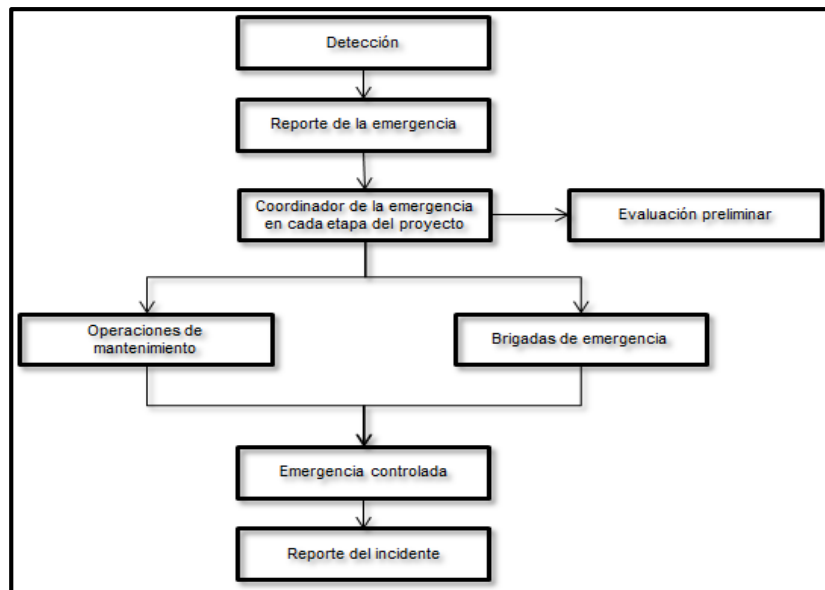 Detección
Reporte de la emergencia
Coordinador de la emergencia
en cada etapa del proyecto
Evaluación preliminar
Operaciones de
mantenimiento
Brigadas de emergencia
Emergencia controlada
Reporte del incidente